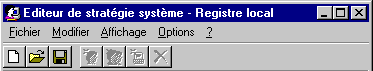 Editeur de stratégie système - Registre local
Fichier Modifier Affichage Options ?